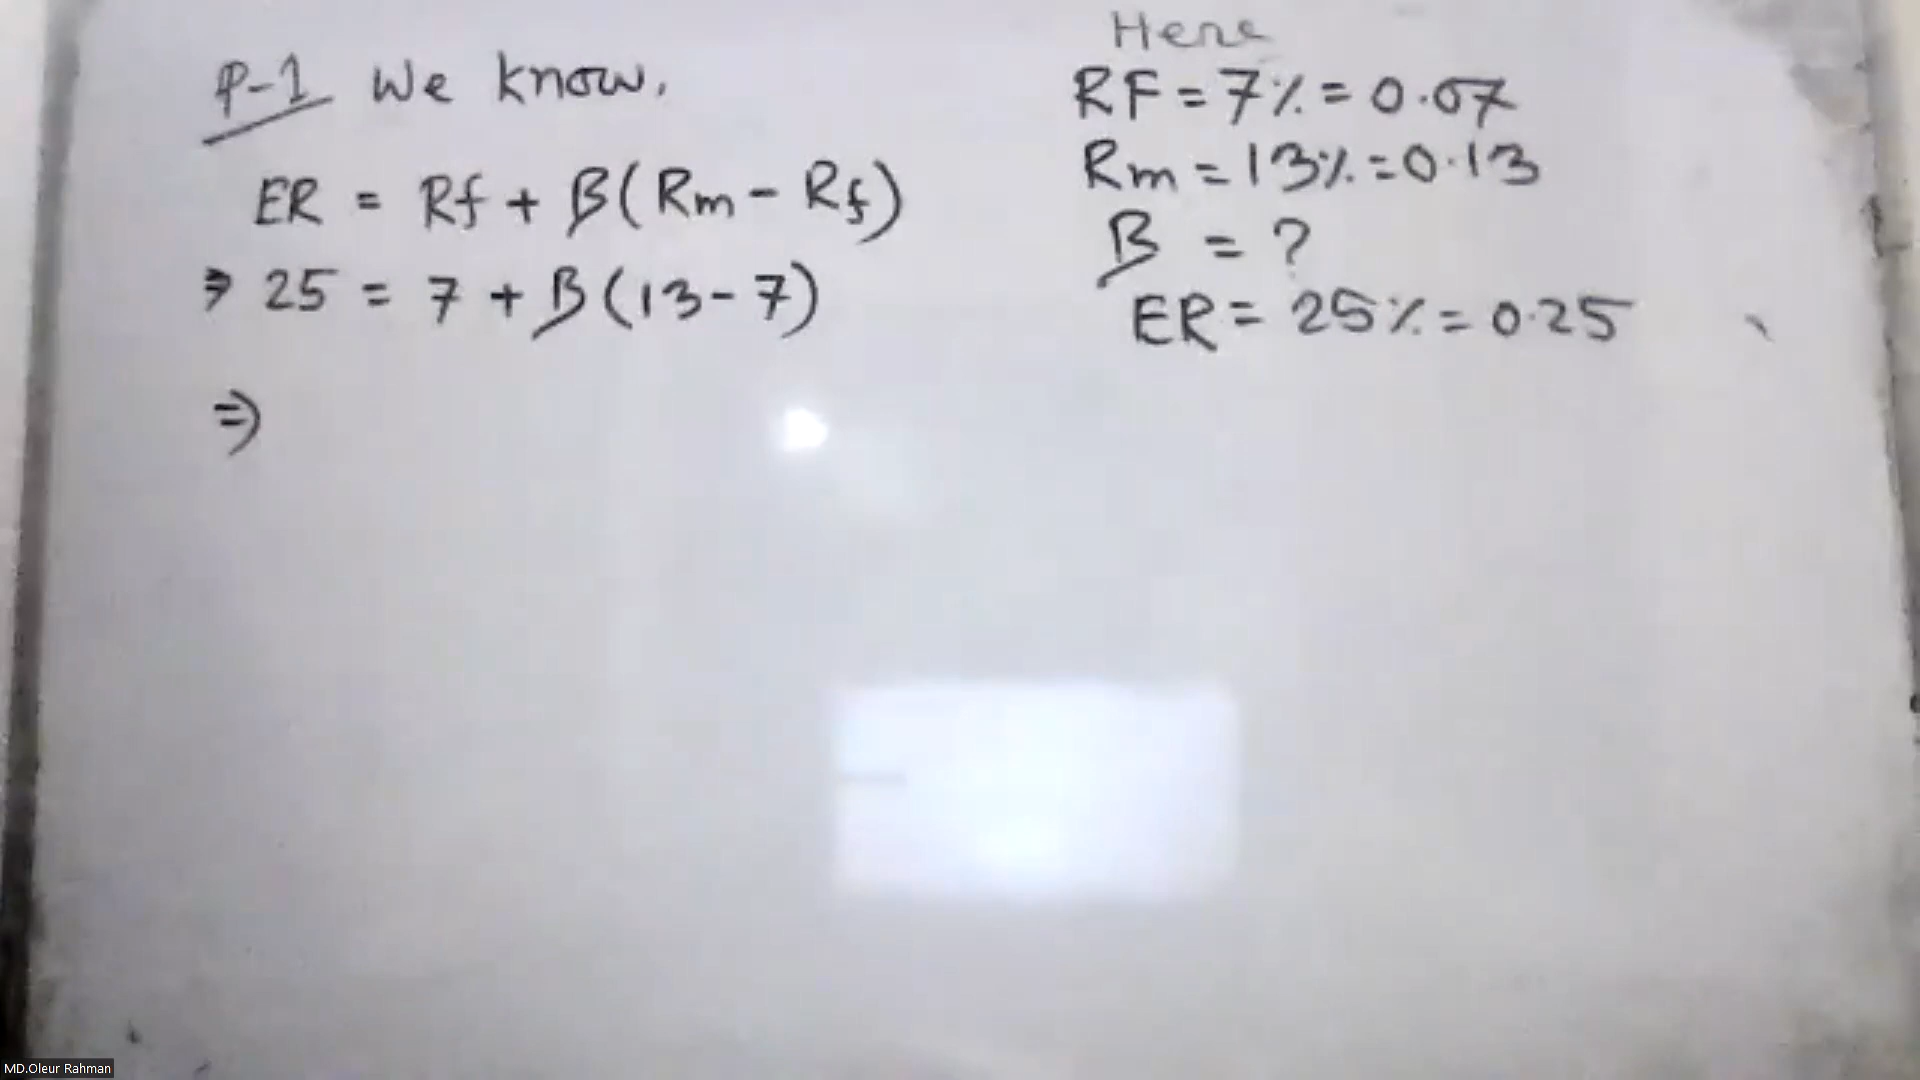 P-1 We know,
ER = Rf + β(Rm - Rf)
⇒ 25 = 7 + β(13-7)
⇒
Here
RF = 7% = 0.07
Rm = 13% = 0.13
β = ?
ER = 25% = 0.25
MD.Oleur Rahman